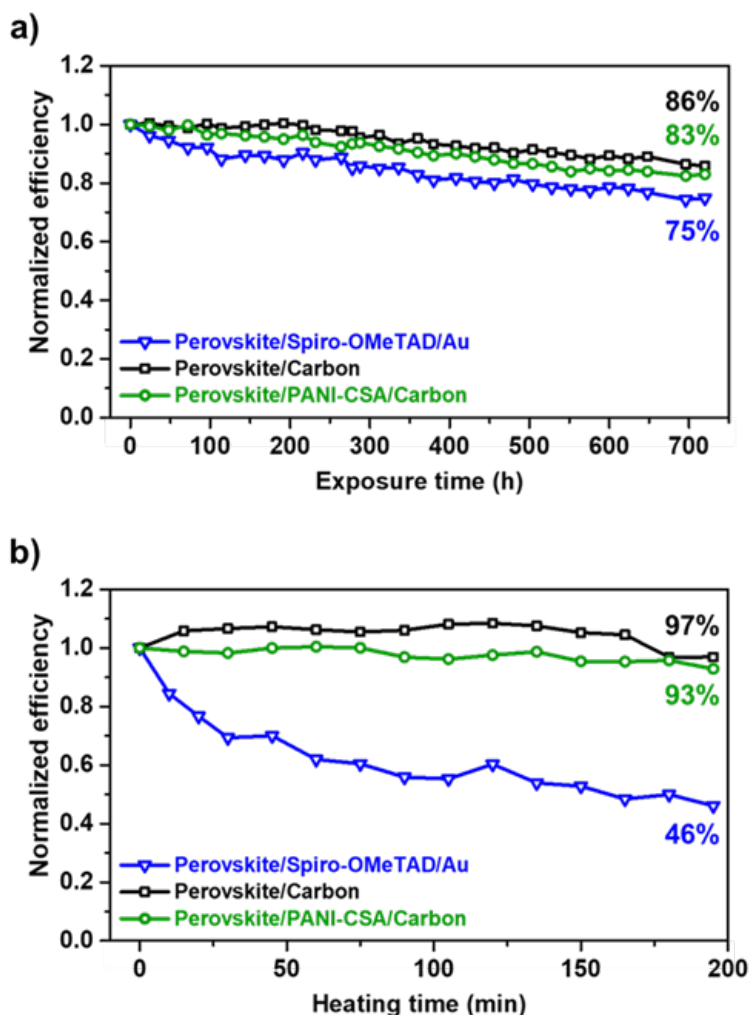 a)
1.2
1.0
0.8
0.6
0.4
0.2
0.0
Normalized efficiency
86%
83%
75%
Perovskite/Spiro-OMeTAD/Au
Perovskite/Carbon
Perovskite/PANI-CSA/Carbon
0 100 200 300 400 500 600 700
Exposure time (h)
b)
1.2
1.0
0.8
0.6
0.4
0.2
0.0
Normalized efficiency
97%
93%
46%
Perovskite/Spiro-OMeTAD/Au
Perovskite/Carbon
Perovskite/PANI-CSA/Carbon
0 50 100 150 200
Heating time (min)